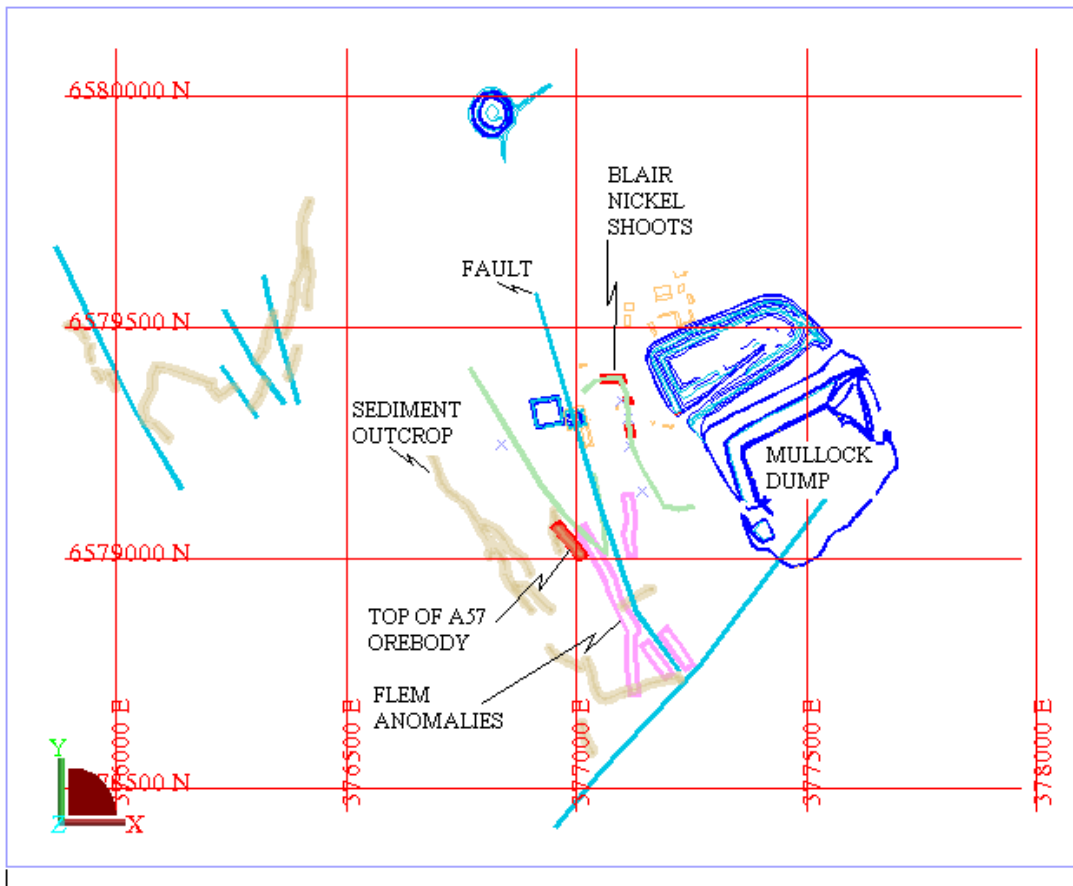 6580000 N
BLAIR
NICKEL
SHOOTS
FAULT
6579500 N
SEDIMENT
OUTCROP
MULLOCK
DUMP
6579000 N
TOP OF A57
OREBODY
FLEM
ANOMALIES
376000 E
376500 E
377000 E
377500 E
378000 E
Y
Z
X